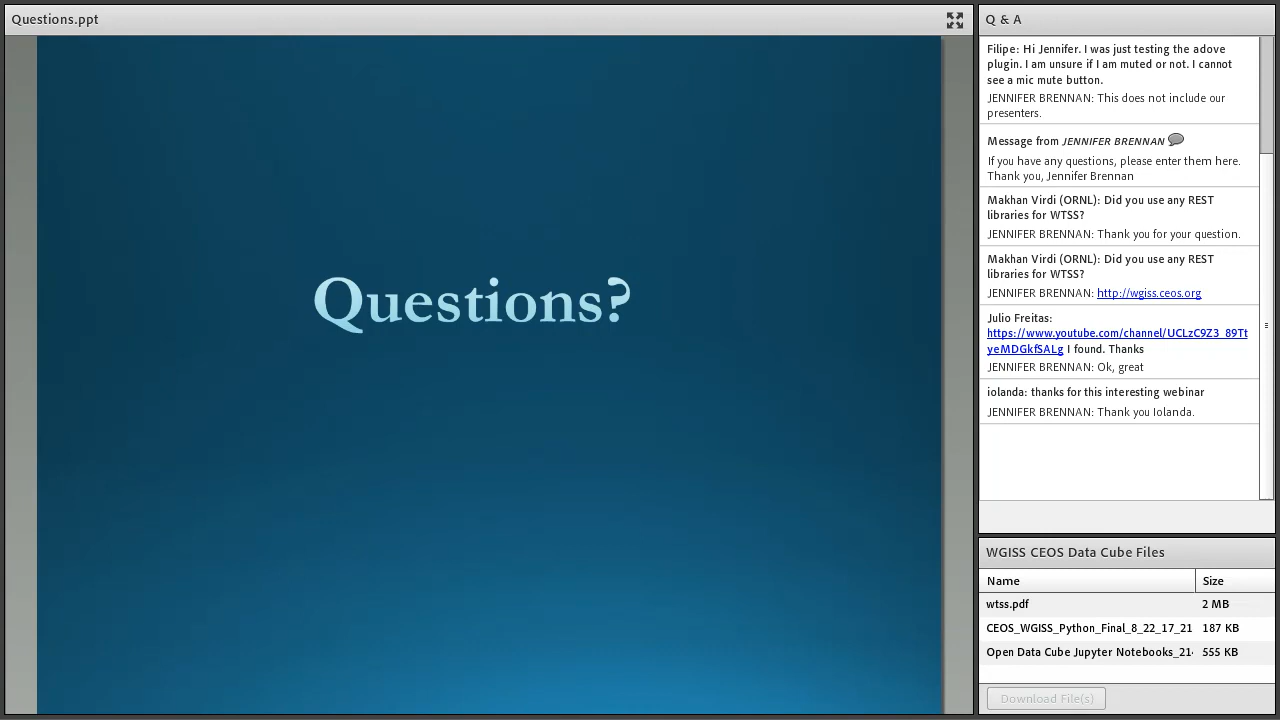 Questions.ppt
Questions?
Q & A
Filipe: Hi Jennifer. I was just testing the adove
plugin. I am unsure if I am muted or not. I cannot
see a mic mute button.
JENNIFER BRENNAN: This does not include our
presenters.
Message from JENNIFER BRENNAN
If you have any questions, please enter them here.
Thank you, Jennifer Brennan
Makhan Virdi (ORNL): Did you use any REST
libraries for WTSS?
JENNIFER BRENNAN: Thank you for your question.
Makhan Virdi (ORNL): Did you use any REST
libraries for WTSS?
JENNIFER BRENNAN: http://wgiss.ceos.org
Julio Freitas:
https://www.youtube.com/channel/UCLzC9Z3_89Tt
yeMDGkfSALg I found. Thanks
JENNIFER BRENNAN: Ok, great
iolanda: thanks for this interesting webinar
JENNIFER BRENNAN: Thank you Iolanda.
WGISS CEOS Data Cube Files
Name Size
wtss.pdf 2 MB
CEOS_WGISS_Python_Final_8_22_17_21 187 KB
Open Data Cube Jupyter Notebooks_21 555 KB
Download File(s)